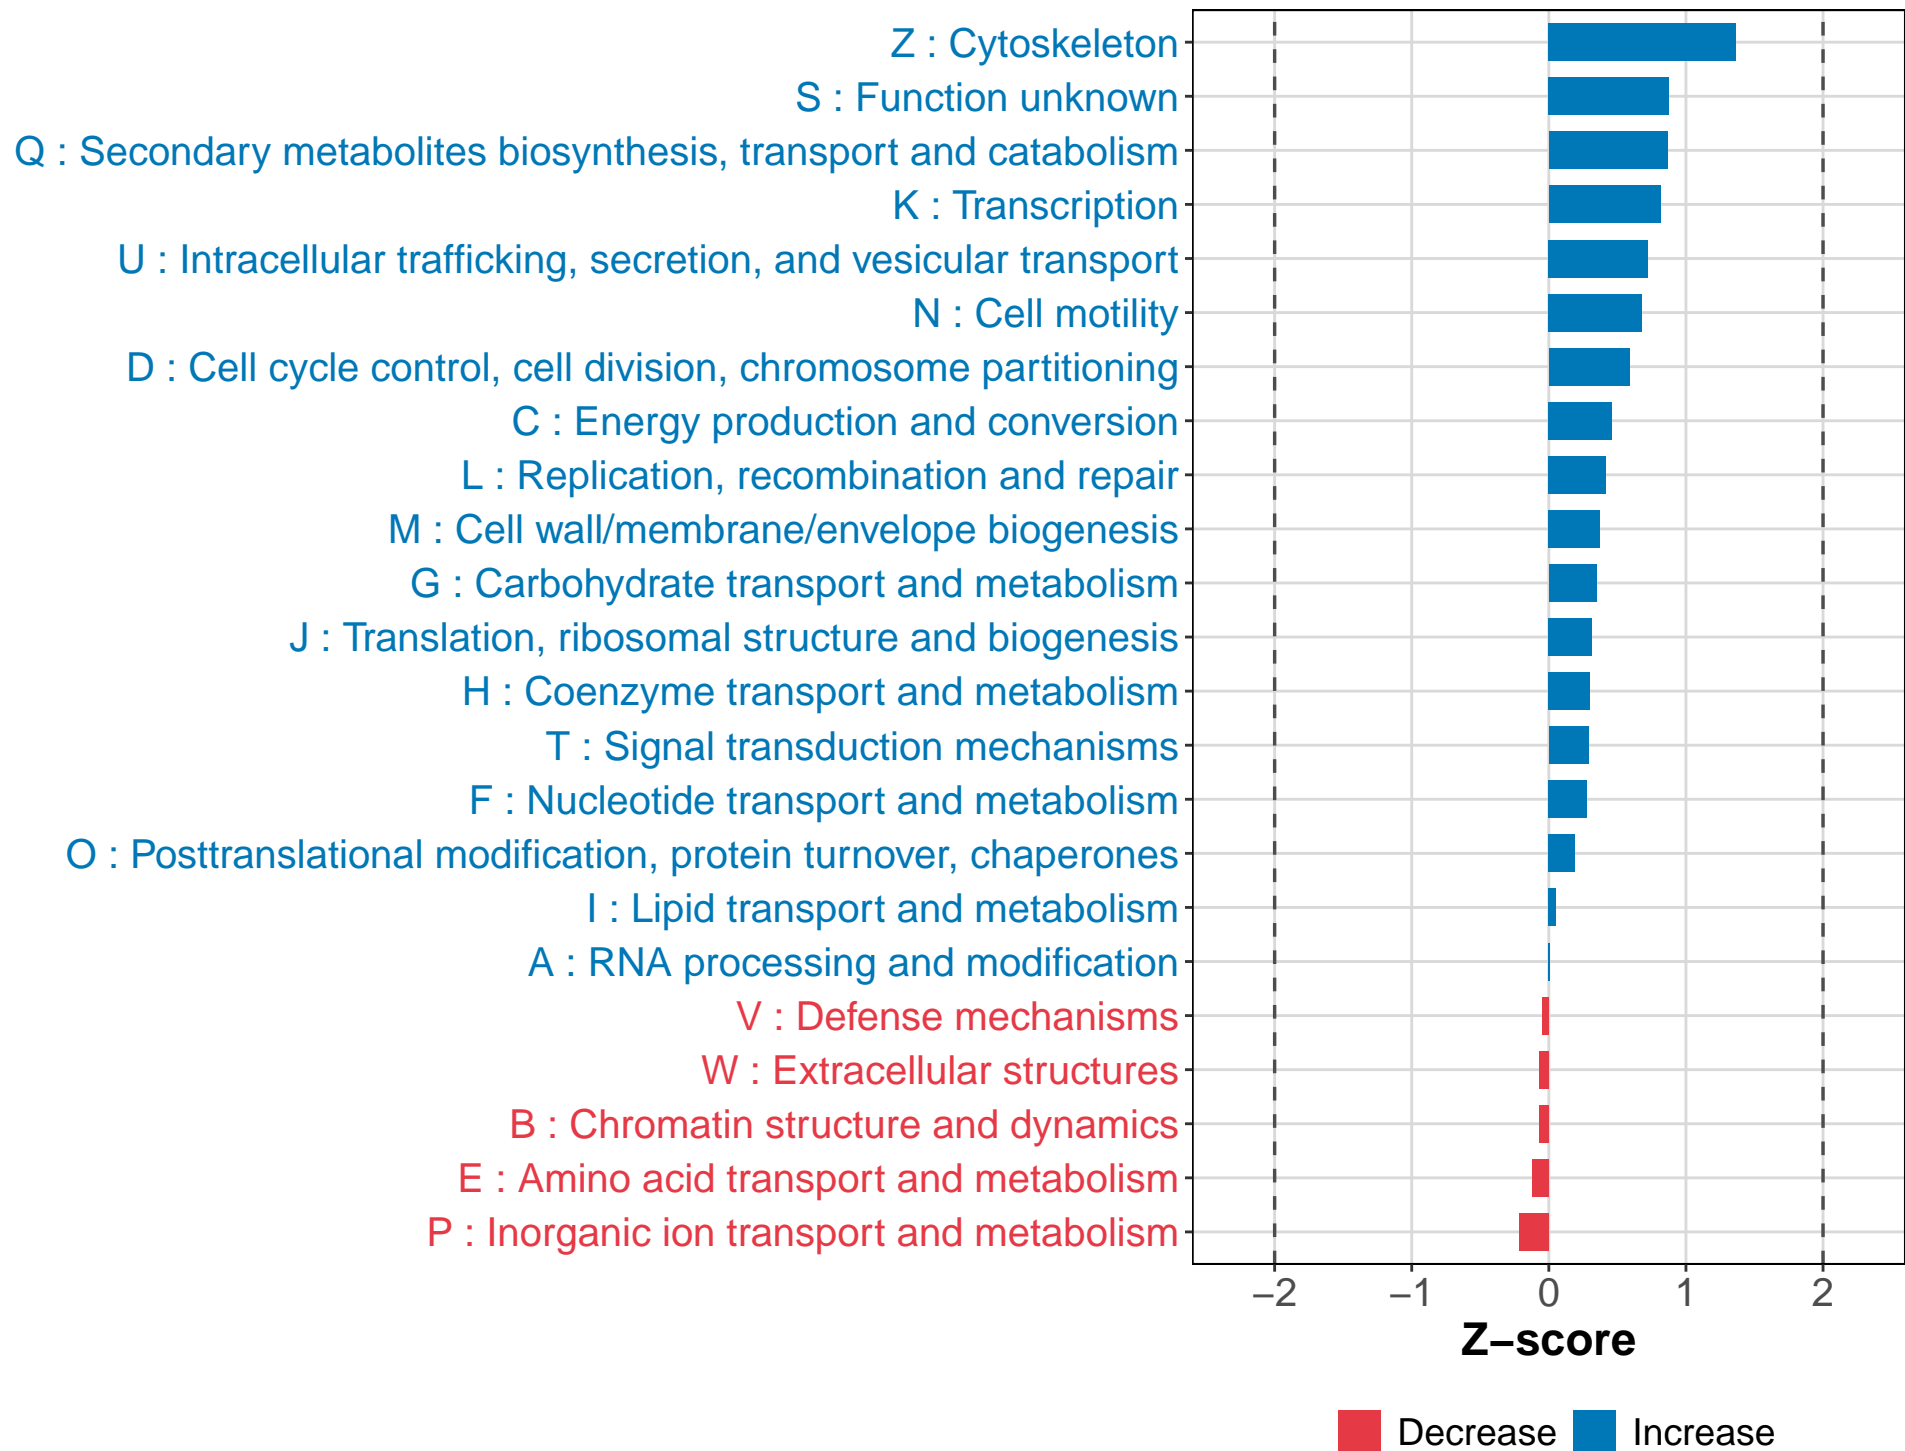 Z : Cytoskeleton
S : Function unknown
Q : Secondary metabolites biosynthesis, transport and catabolism
K : Transcription
U : Intracellular trafficking, secretion, and vesicular transport
N : Cell motility
D : Cell cycle control, cell division, chromosome partitioning
C : Energy production and conversion
L : Replication, recombination and repair
M : Cell wall/membrane/envelope biogenesis
G : Carbohydrate transport and metabolism
J : Translation, ribosomal structure and biogenesis
H : Coenzyme transport and metabolism
T : Signal transduction mechanisms
F : Nucleotide transport and metabolism
O : Posttranslational modification, protein turnover, chaperones
I : Lipid transport and metabolism
A : RNA processing and modification
V : Defense mechanisms
W : Extracellular structures
B : Chromatin structure and dynamics
E : Amino acid transport and metabolism
P : Inorganic ion transport and metabolism
−2 −1 0 1 2
Z−score
Decrease Increase